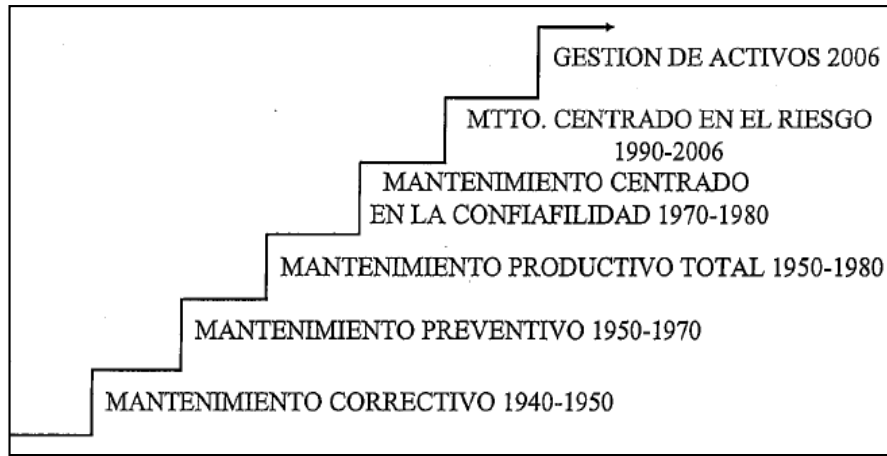 GESTION DE ACTIVOS 2006
MTTO. CENTRADO EN EL RIESGO
1990-2006
MANTENIMIENTO CENTRADO
EN LA CONFIAFILIDAD 1970-1980
MANTENIMIENTO PRODUCTIVO TOTAL 1950-1980
MANTENIMIENTO PREVENTIVO 1950-1970
MANTENIMIENTO CORRECTIVO 1940-1950